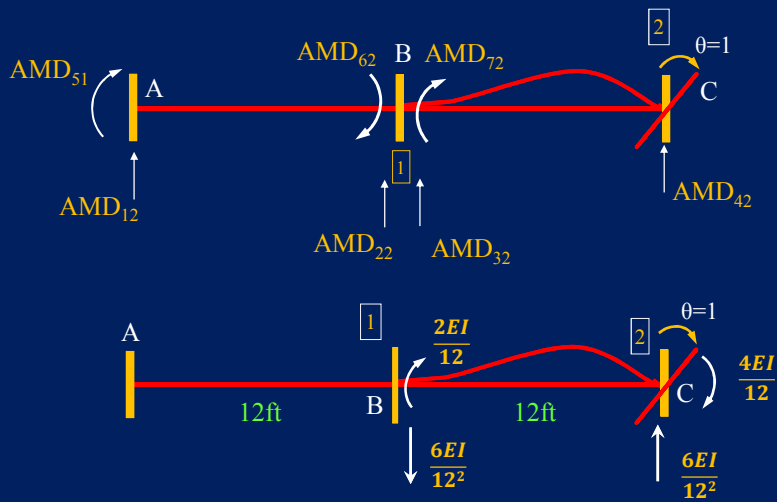 2
θ=1
B
AMD₆₂
AMD₇₂
AMD₅₁
A
C
1
AMD₁₂
AMD₄₂
AMD₂₂
AMD₃₂
A
1
2EI/12
2
θ=1
4EI/12
B
C
12ft
12ft
6EI/12²
6EI/12²